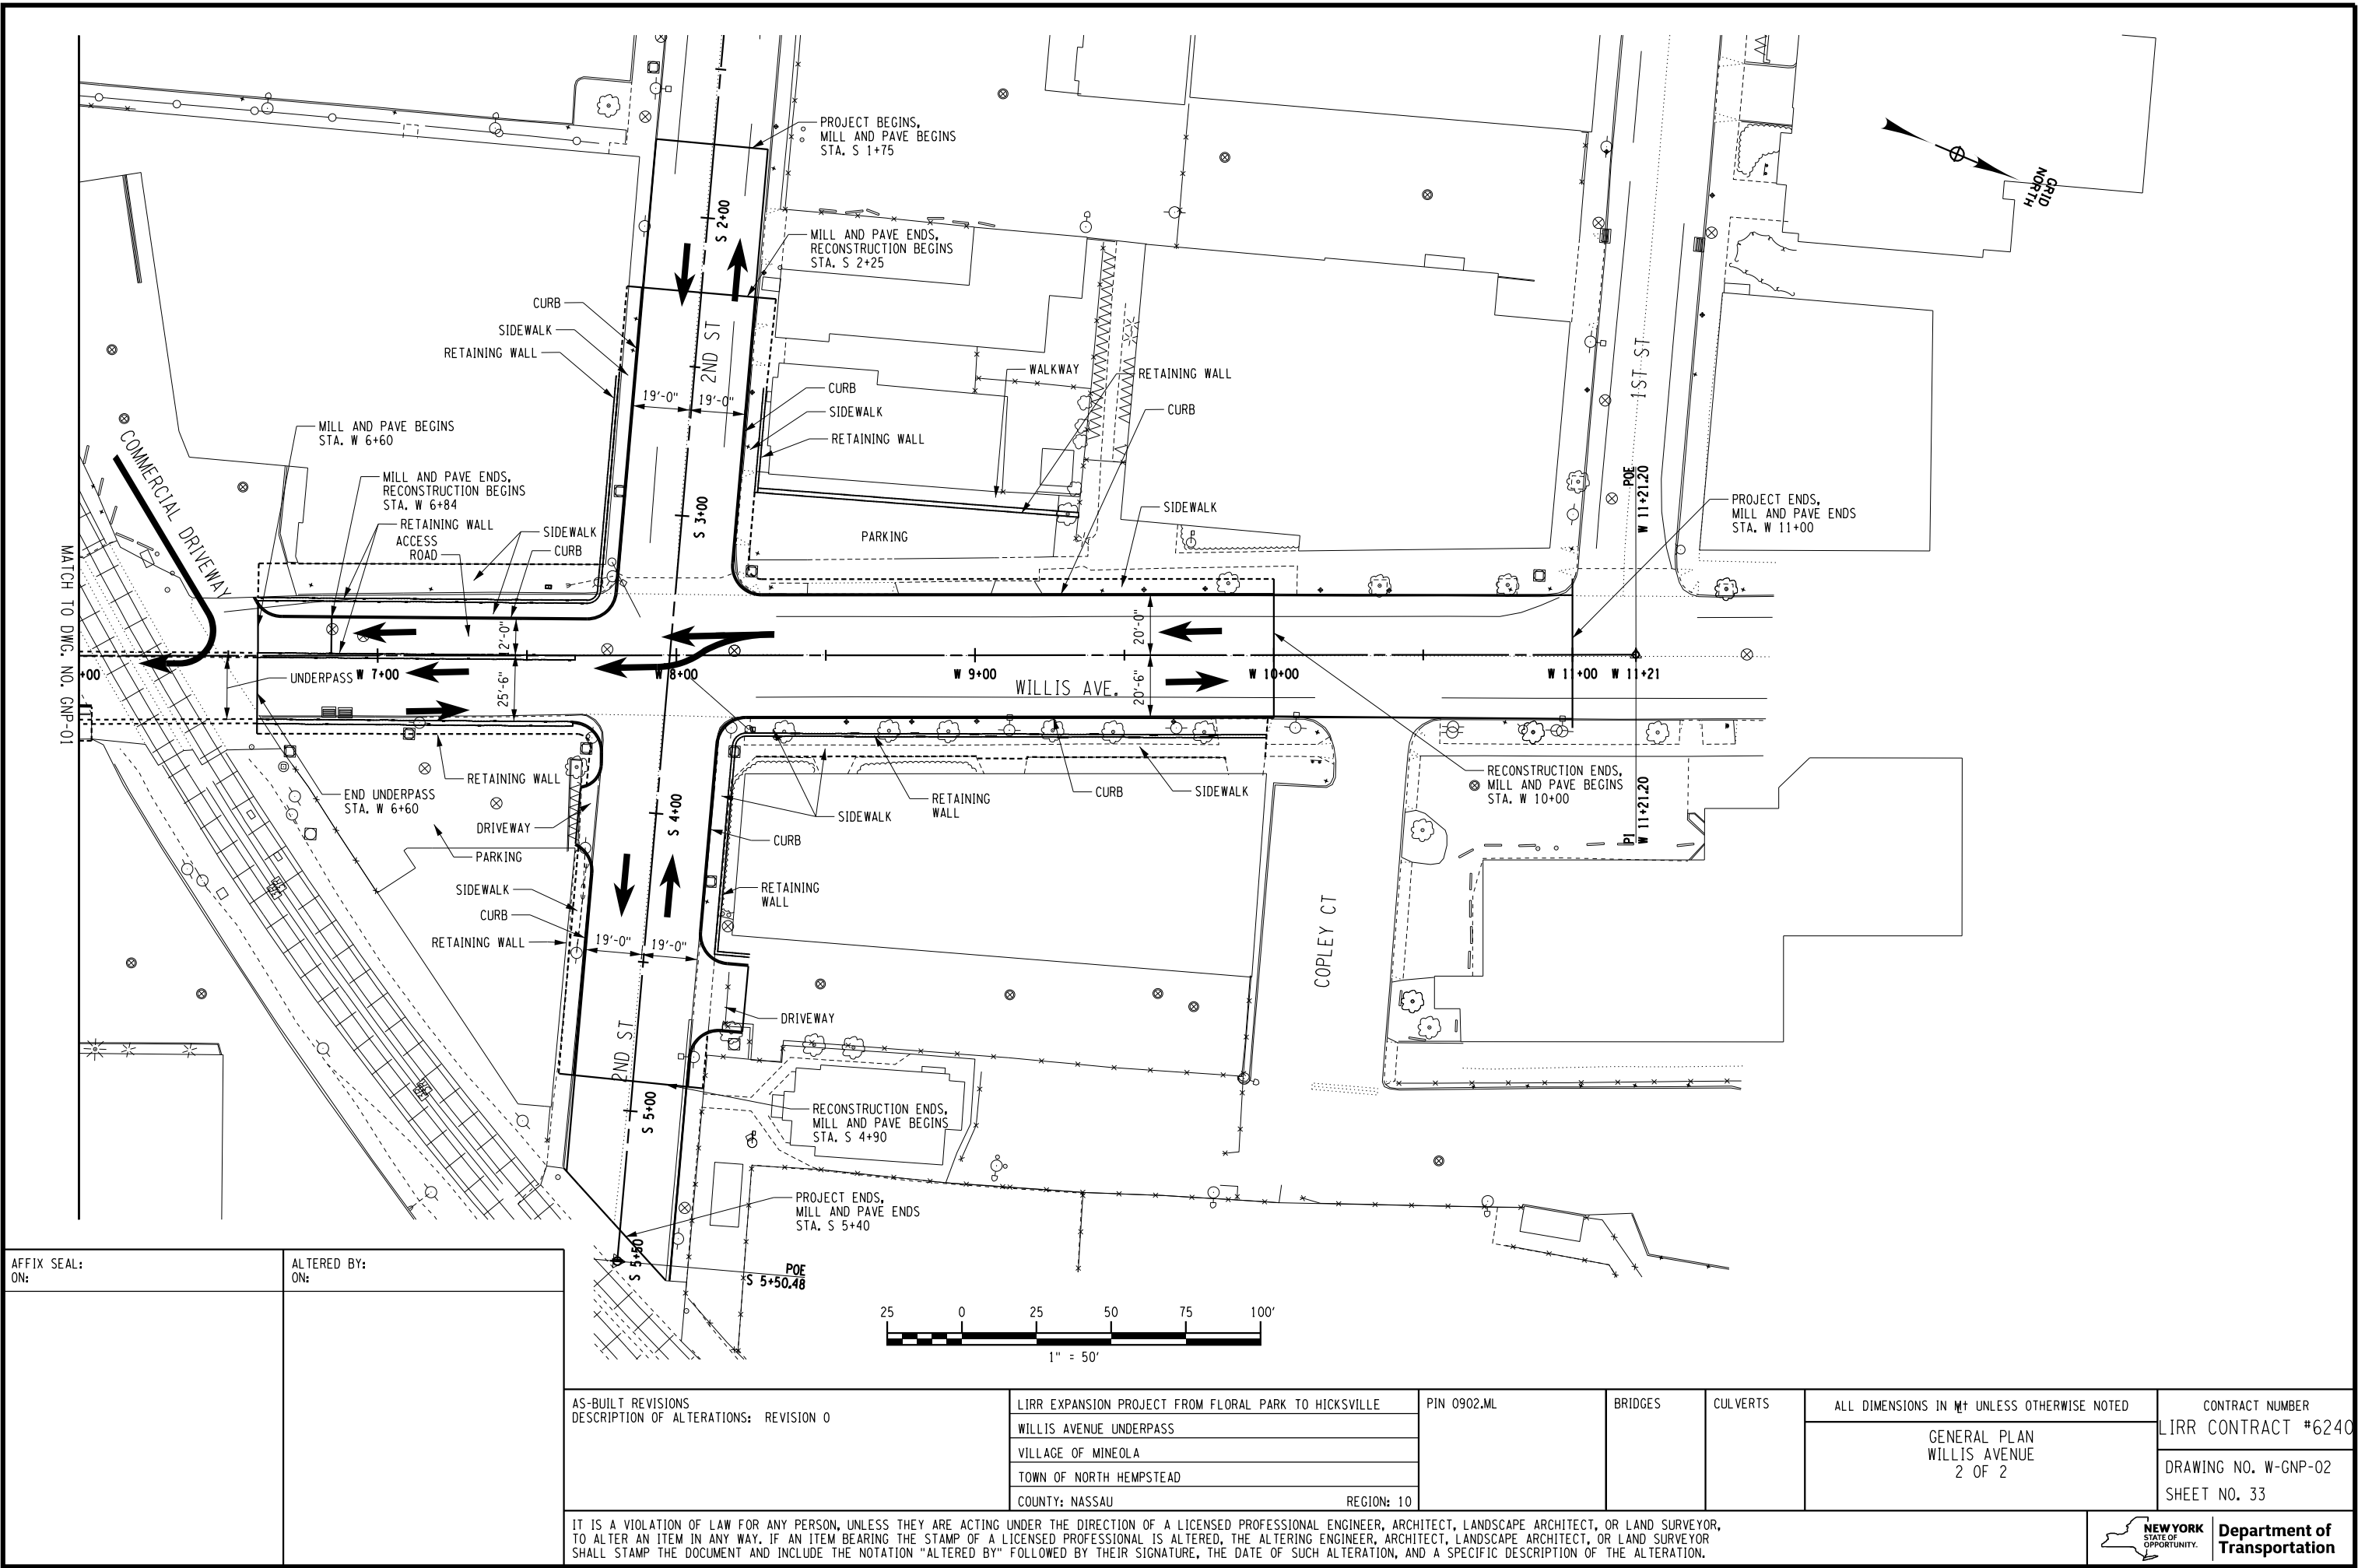 PROJECT BEGINS,
MILL AND PAVE BEGINS
STA. S 1+75
GRID
NORTH
S 2+00
MILL AND PAVE ENDS,
RECONSTRUCTION BEGINS
STA. S 2+25
CURB
SIDEWALK
RETAINING WALL
2ND ST
19'-0"
19'-0"
CURB
SIDEWALK
RETAINING WALL
WALKWAY
RETAINING WALL
CURB
1ST ST
MILL AND PAVE BEGINS
STA. W 6+60
COMMERCIAL DRIVEWAY
MILL AND PAVE ENDS,
RECONSTRUCTION BEGINS
STA. W 6+84
RETAINING WALL
ACCESS
ROAD
SIDEWALK
CURB
S 3+00
PARKING
SIDEWALK
POE
W 11+21.20
PROJECT ENDS,
MILL AND PAVE ENDS
STA. W 11+00
MATCH TO DWG. NO. GNP-01
12'-0"
20'-0"
+00
UNDERPASS
W 7+00
25'-6"
W 8+00
W 9+00
WILLIS AVE.
20'-6"
W 10+00
W 11+00
W 11+21
RETAINING WALL
END UNDERPASS
STA. W 6+60
DRIVEWAY
PARKING
S 4+00
SIDEWALK
CURB
RETAINING
WALL
CURB
SIDEWALK
RECONSTRUCTION ENDS,
MILL AND PAVE BEGINS
STA. W 10+00
PI
W 11+21.20
SIDEWALK
CURB
RETAINING WALL
RETAINING
WALL
19'-0"
19'-0"
COPLEY CT
DRIVEWAY
2ND ST
S 5+00
RECONSTRUCTION ENDS,
MILL AND PAVE BEGINS
STA. S 4+90
PROJECT ENDS,
MILL AND PAVE ENDS
STA. S 5+40
S 5+50
POE
S 5+50.48
25 0 25 50 75 100'
1" = 50'
AFFIX SEAL:
ON:
ALTERED BY:
ON:
AS-BUILT REVISIONS
DESCRIPTION OF ALTERATIONS: REVISION 0
LIRR EXPANSION PROJECT FROM FLORAL PARK TO HICKSVILLE
WILLIS AVENUE UNDERPASS
VILLAGE OF MINEOLA
TOWN OF NORTH HEMPSTEAD
COUNTY: NASSAU REGION: 10
PIN 0902.ML
BRIDGES
CULVERTS
ALL DIMENSIONS IN UNLESS OTHERWISE NOTED
GENERAL PLAN
WILLIS AVENUE
2 OF 2
CONTRACT NUMBER
LIRR CONTRACT #6240
DRAWING NO. W-GNP-02
SHEET NO. 33
IT IS A VIOLATION OF LAW FOR ANY PERSON, UNLESS THEY ARE ACTING UNDER THE DIRECTION OF A LICENSED PROFESSIONAL ENGINEER, ARCHITECT, LANDSCAPE ARCHITECT, OR LAND SURVEYOR,
TO ALTER AN ITEM IN ANY WAY. IF AN ITEM BEARING THE STAMP OF A LICENSED PROFESSIONAL IS ALTERED, THE ALTERING ENGINEER, ARCHITECT, LANDSCAPE ARCHITECT, OR LAND SURVEYOR
SHALL STAMP THE DOCUMENT AND INCLUDE THE NOTATION "ALTERED BY" FOLLOWED BY THEIR SIGNATURE, THE DATE OF SUCH ALTERATION, AND A SPECIFIC DESCRIPTION OF THE ALTERATION.
NEW YORK
STATE OF
OPPORTUNITY.
Department of
Transportation